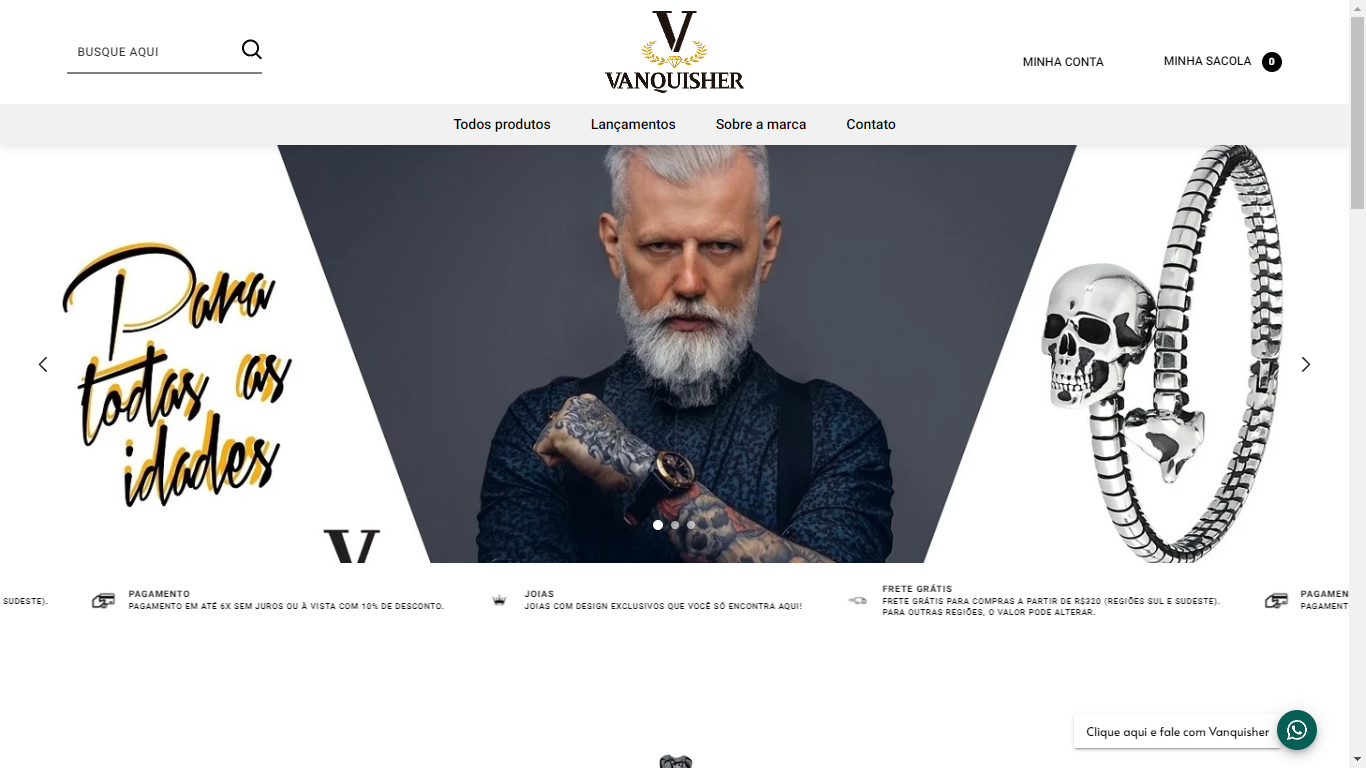 BUSQUE AQUI
V
VANQUISHER
MINHA CONTA
MINHA SACOLA 0
Todos produtos
Lançamentos
Sobre a marca
Contato
Para
todas as
idades
V
SUDESTE).
PAGAMENTO
PAGAMENTO EM ATÉ 6X SEM JUROS OU À VISTA COM 10% DE DESCONTO.
JOIAS
JOIAS COM DESIGN EXCLUSIVOS QUE VOCÊ SÓ ENCONTRA AQUI!
FRETE GRÁTIS
FRETE GRÁTIS PARA COMPRAS A PARTIR DE R$320 (REGIÕES SUL E SUDESTE).
PARA OUTRAS REGIÕES, O VALOR PODE ALTERAR.
PAGAMEN
PAGAMENT
Clique aqui e fale com Vanquisher